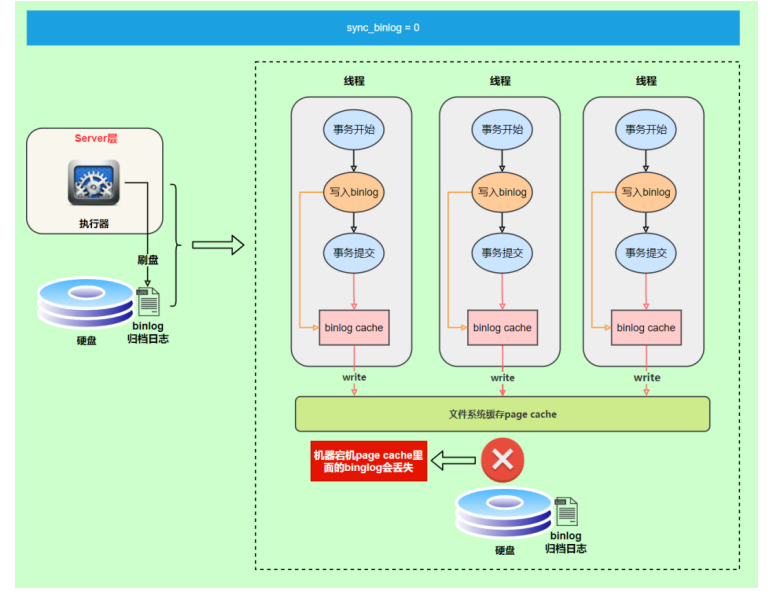 sync_binlog = 0
Server层
执行器
刷盘
硬盘
binlog
归档日志
线程
线程
线程
事务开始
事务开始
事务开始
写入binlog
写入binlog
写入binlog
事务提交
事务提交
事务提交
binlog cache
binlog cache
binlog cache
write
write
write
文件系统缓存page cache
机器宕机page cache里
面的binglog会丢失
硬盘
binlog
归档日志